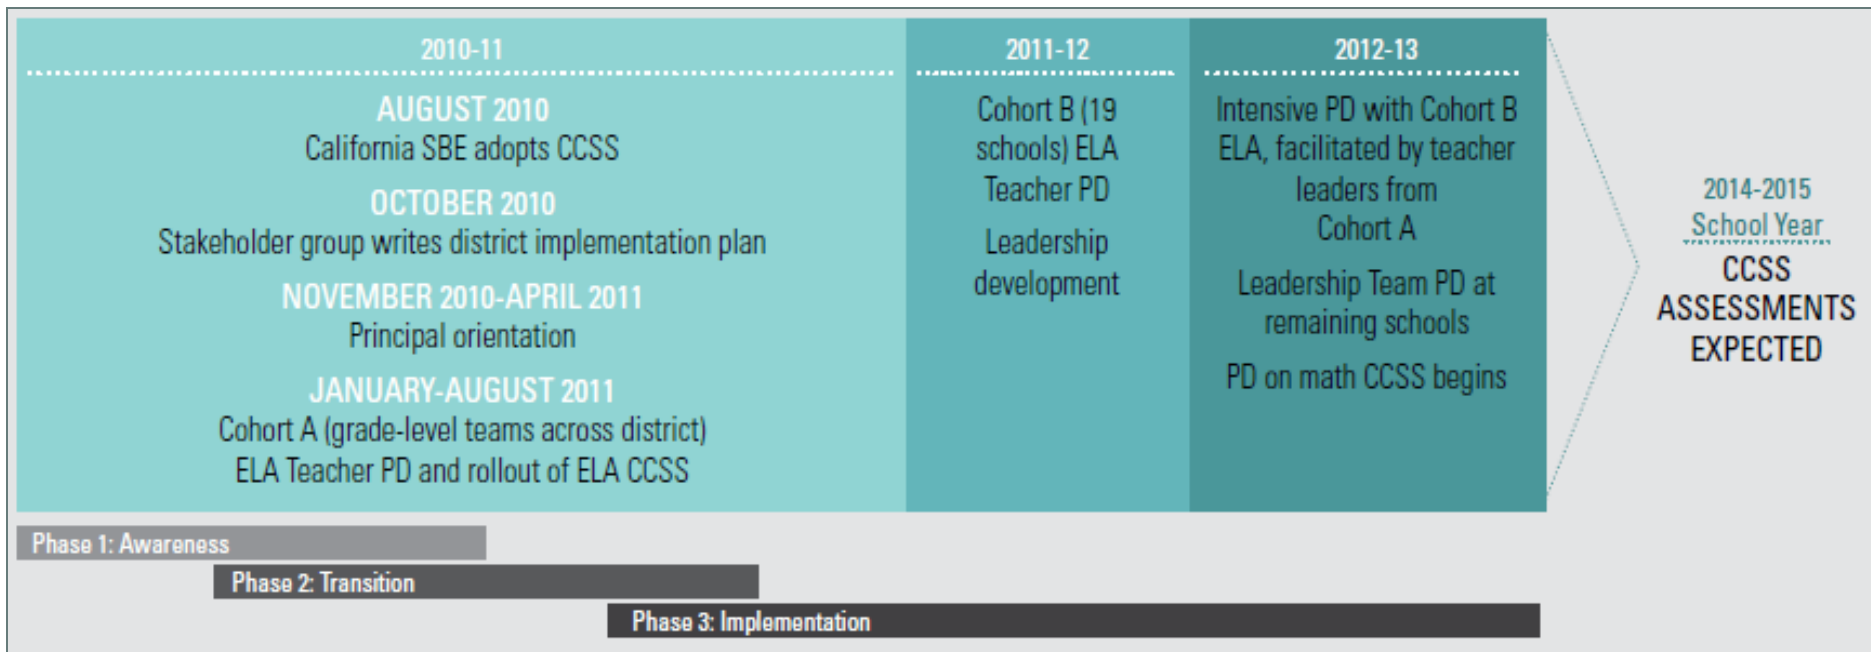 2010-11
AUGUST 2010
California SBE adopts CCSS
OCTOBER 2010
Stakeholder group writes district implementation plan
NOVEMBER 2010-APRIL 2011
Principal orientation
JANUARY-AUGUST 2011
Cohort A (grade-level teams across district)
ELA Teacher PD and rollout of ELA CCSS
2011-12
Cohort B (19
schools) ELA
Teacher PD
Leadership
development
2012-13
Intensive PD with Cohort B
ELA, facilitated by teacher
leaders from
Cohort A
Leadership Team PD at
remaining schools
PD on math CCSS begins
2014-2015
School Year
CCSS
ASSESSMENTS
EXPECTED
Phase 1: Awareness
Phase 2: Transition
Phase 3: Implementation